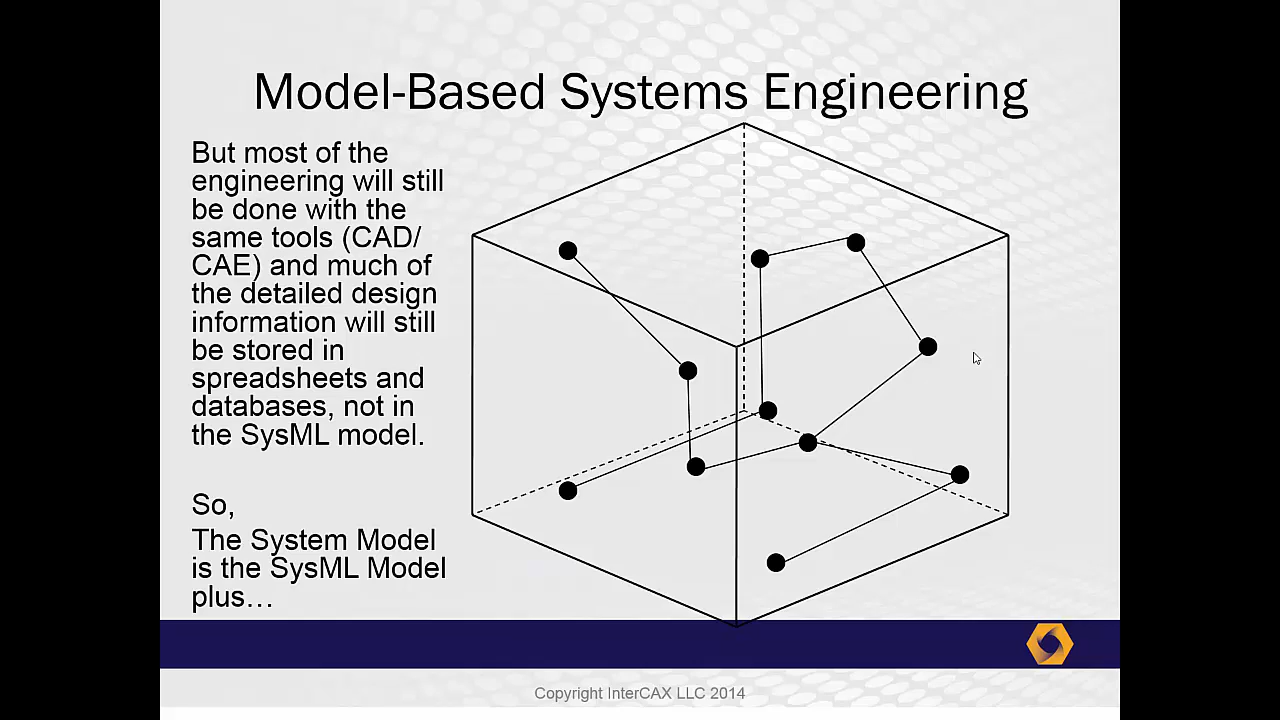 Model-Based Systems Engineering
But most of the
engineering will still
be done with the
same tools (CAD/
CAE) and much of
the detailed design
information will still
be stored in
spreadsheets and
databases, not in
the SysML model.
So,
The System Model
is the SysML Model
plus…
Copyright InterCAX LLC 2014